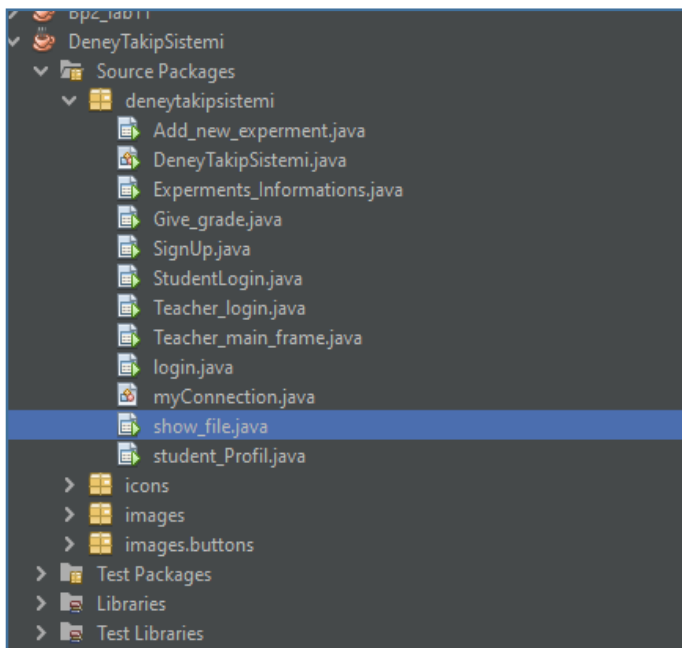 Bp2_lab11
DeneyTakipSistemi
Source Packages
deneytakipsistemi
Add_new_experment.java
DeneyTakipSistemi.java
Experments_Informations.java
Give_grade.java
SignUp.java
StudentLogin.java
Teacher_login.java
Teacher_main_frame.java
login.java
myConnection.java
show_file.java
student_Profil.java
icons
images
images.buttons
Test Packages
Libraries
Test Libraries